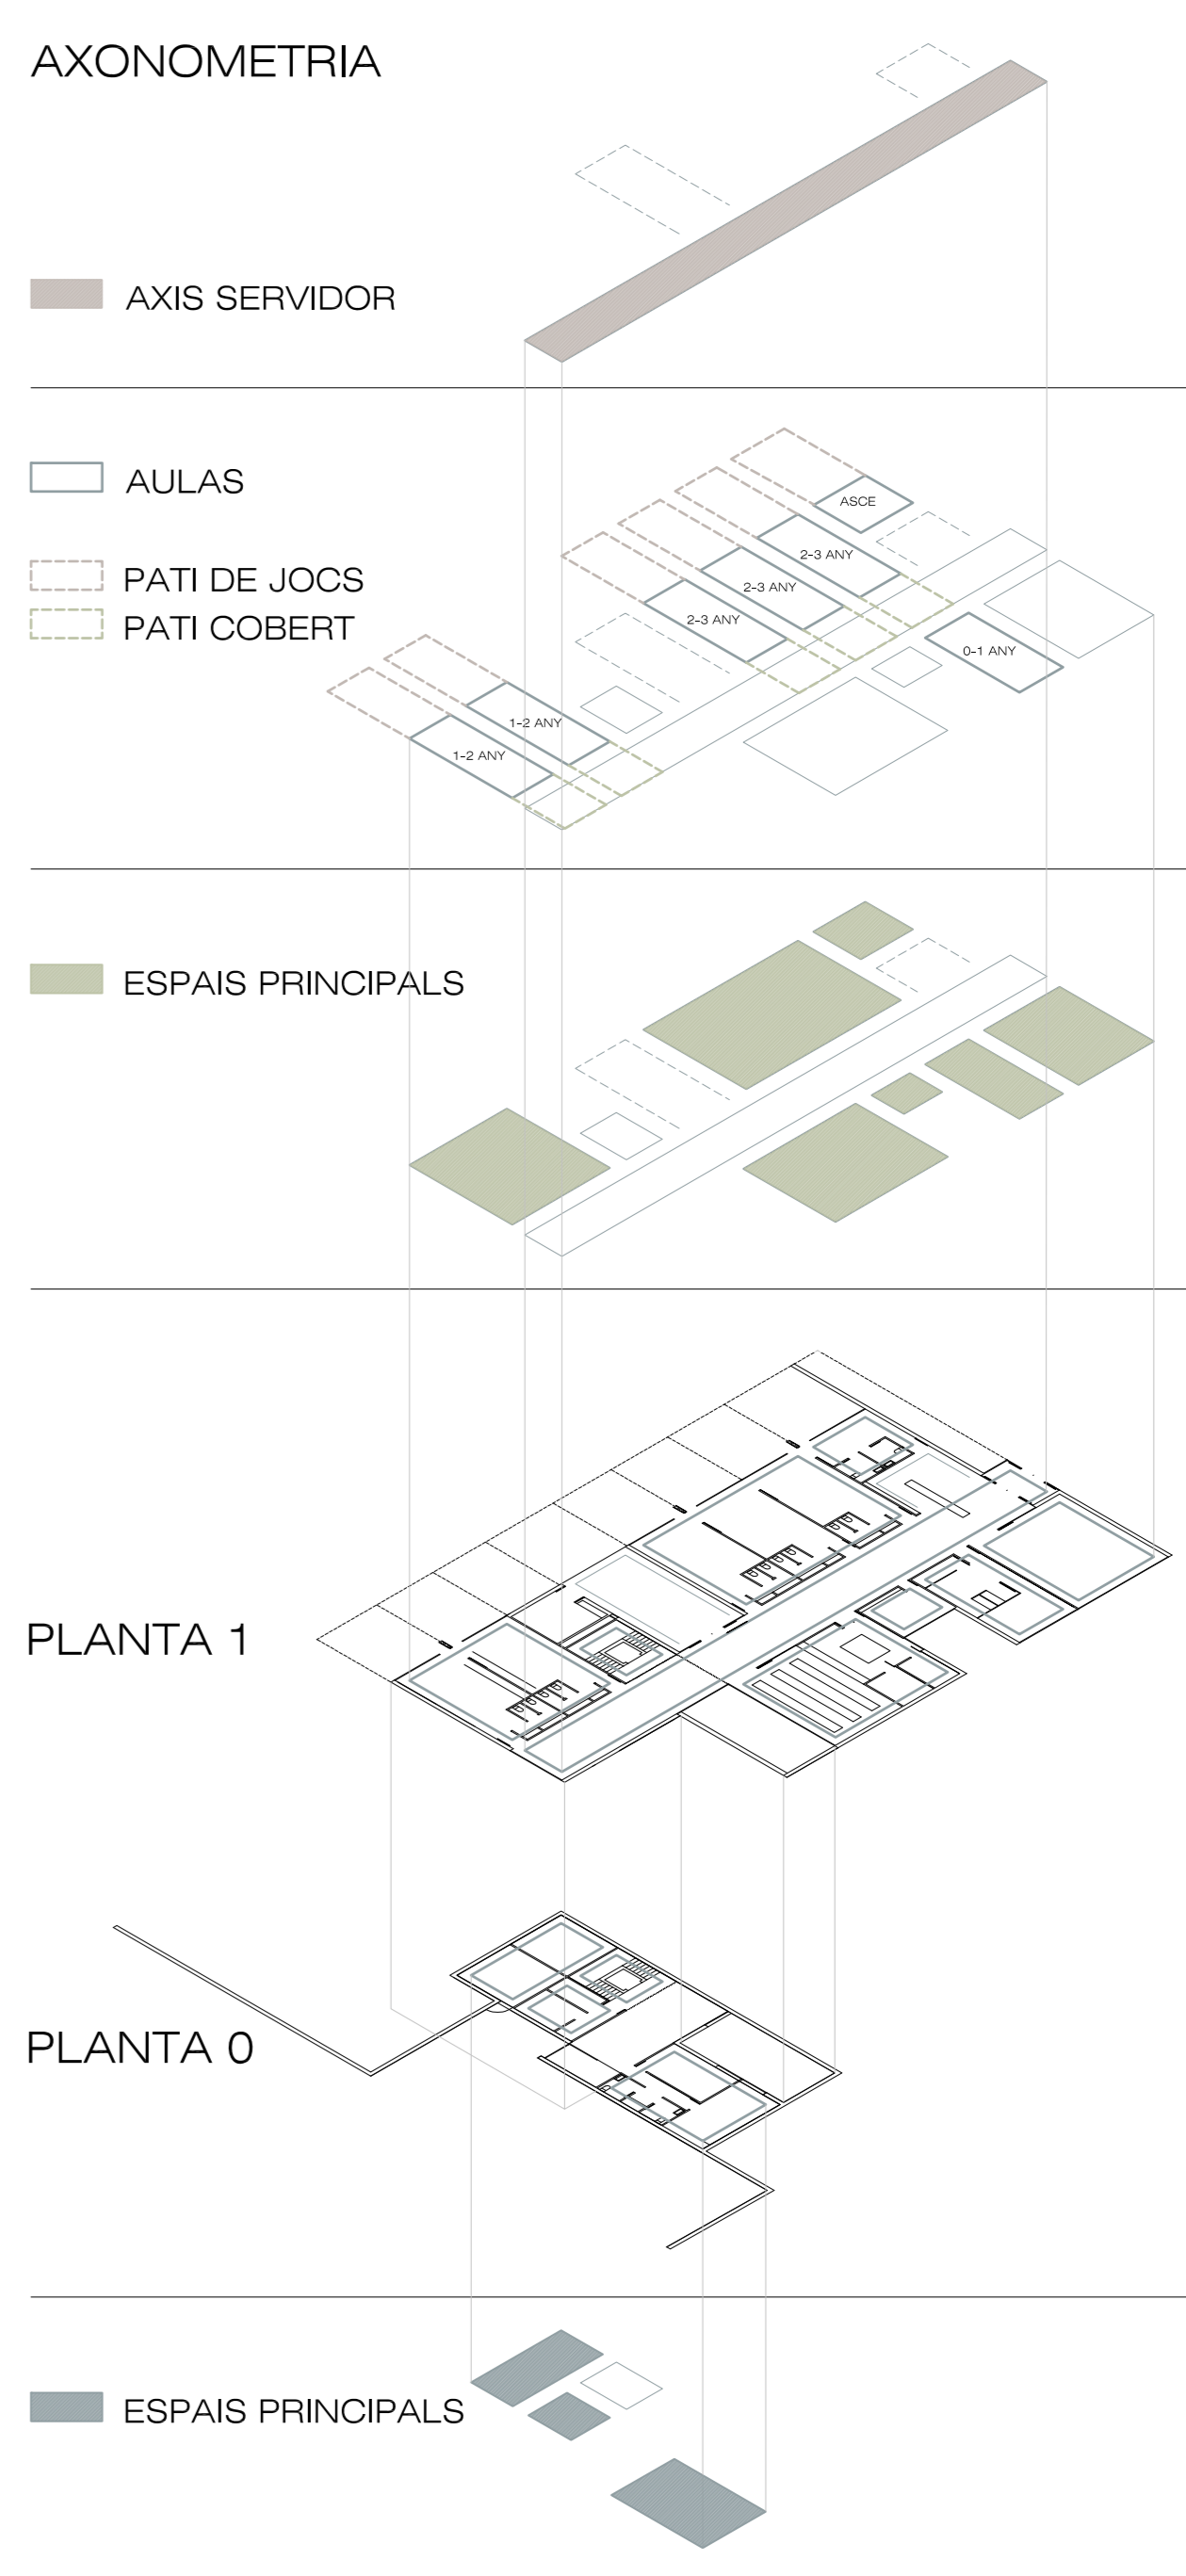 AXONOMETRIA
AXIS SERVIDOR
AULAS
ASCE
2-3 ANY
PATI DE JOCS
2-3 ANY
2-3 ANY
PATI COBERT
0-1 ANY
1-2 ANY
1-2 ANY
ESPAIS PRINCIPALS
PLANTA 1
PLANTA 0
ESPAIS PRINCIPALS